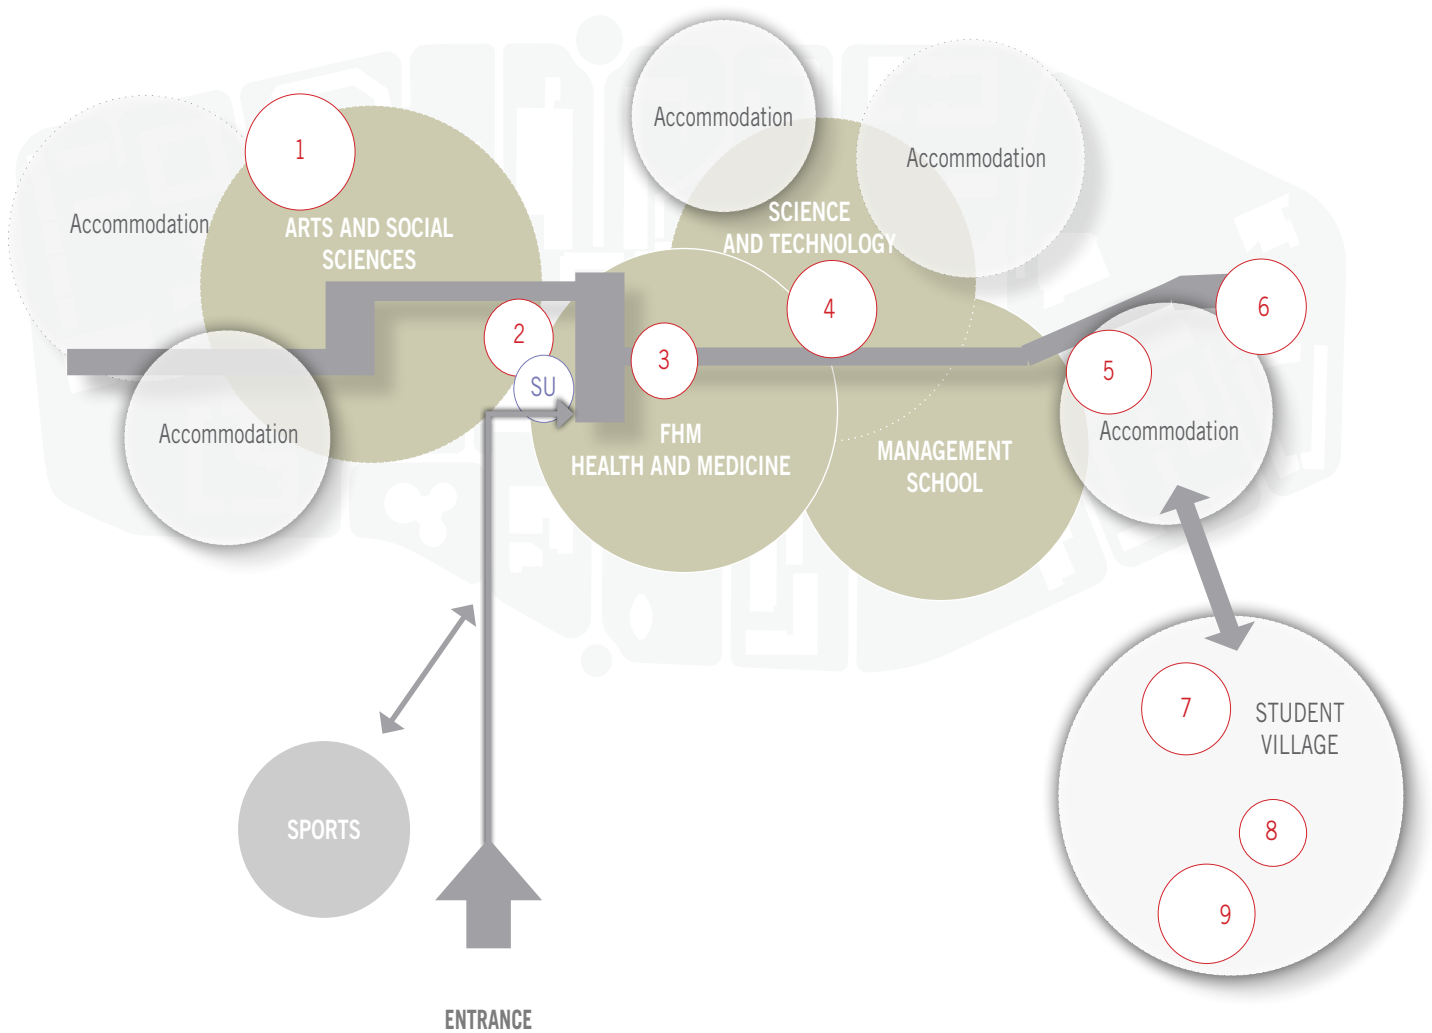 Accommodation
Accommodation
1
Accommodation
ARTS AND SOCIAL
SCIENCES
SCIENCE
AND TECHNOLOGY
4
6
2
3
5
SU
Accommodation
Accommodation
FHM
HEALTH AND MEDICINE
MANAGEMENT
SCHOOL
7
STUDENT
VILLAGE
SPORTS
8
9
ENTRANCE